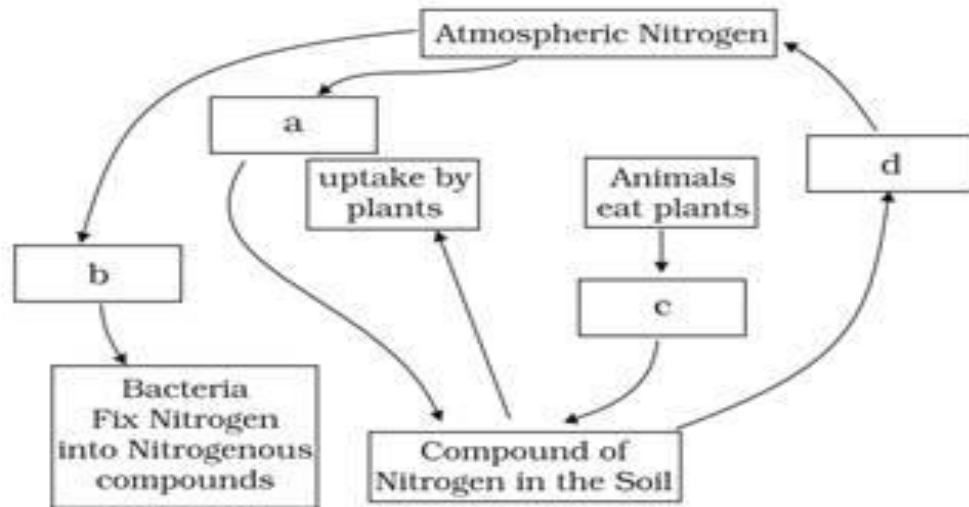 Atmospheric Nitrogen
a
uptake by
plants
Animals
eat plants
d
b
c
Bacteria
Fix Nitrogen
into Nitrogenous
compounds
Compound of
Nitrogen in the Soil